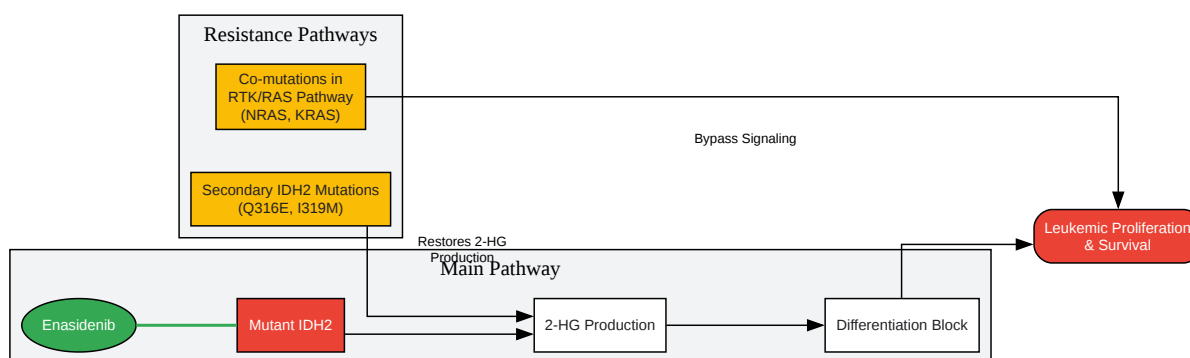 Resistance Pathways
Co-mutations in
RTK/RAS Pathway
(NRAS, KRAS)
Bypass Signaling
Secondary IDH2 Mutations
(Q316E, I319M)
Leukemic Proliferation
& Survival
Restores 2-HG
Production
Main Pathway
Enasidenib
Mutant IDH2
2-HG Production
Differentiation Block